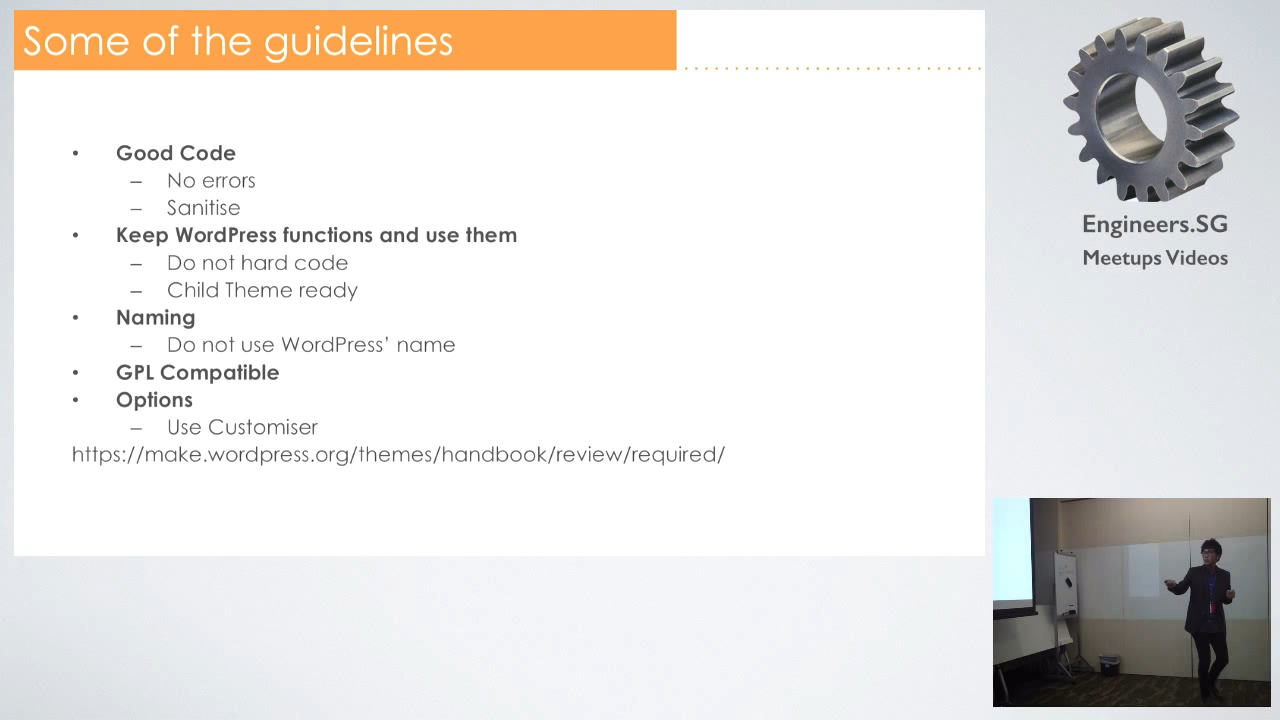 Some of the guidelines
• Good Code
– No errors
– Sanitise
• Keep WordPress functions and use them
– Do not hard code
– Child Theme ready
• Naming
– Do not use WordPress’ name
• GPL Compatible
• Options
– Use Customiser
https://make.wordpress.org/themes/handbook/review/required/
Engineers.SG
Meetups Videos